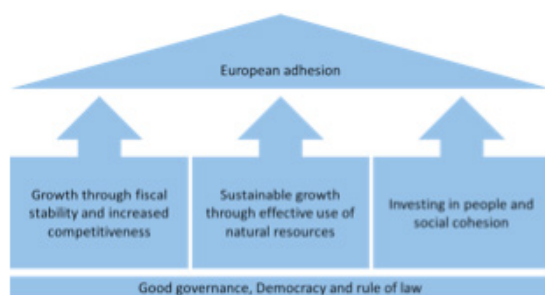 European adhesion
Growth through fiscal
stability and increased
competitiveness
Sustainable growth
through effective use of
natural resources
Investing in people and
social cohesion
Good governance, Democracy and rule of law